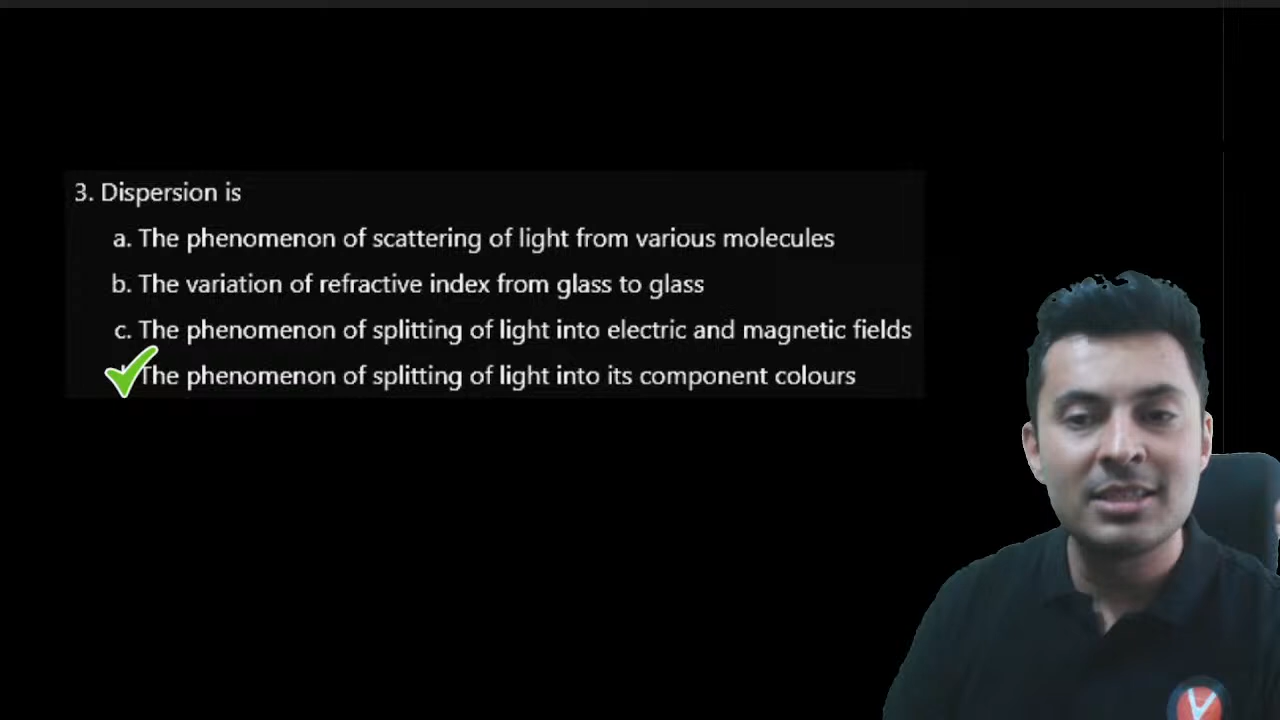 3. Dispersion is
a. The phenomenon of scattering of light from various molecules
b. The variation of refractive index from glass to glass
c. The phenomenon of splitting of light into electric and magnetic fields
The phenomenon of splitting of light into its component colours
V